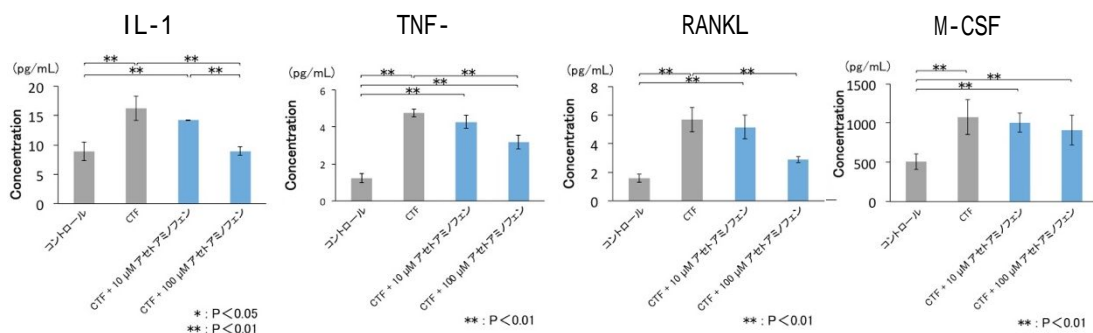 IL-1
(pg/mL)
**
**
**
**
Concentration
20
15
10
5
0
コントロール
CTF
CTF + 10 μM アセトアミノフェン
CTF + 100 μM アセトアミノフェン
* : P<0.05
** : P<0.01
TNF-
(pg/mL)
**
**
**
**
Concentration
6
4
2
0
コントロール
CTF
CTF + 10 μM アセトアミノフェン
CTF + 100 μM アセトアミノフェン
** : P<0.01
RANKL
(pg/mL)
**
**
**
Concentration
8
6
4
2
0
コントロール
CTF
CTF + 10 μM アセトアミノフェン
CTF + 100 μM アセトアミノフェン
** : P<0.01
M-CSF
(pg/mL)
**
**
**
Concentration
1500
1000
500
0
コントロール
CTF
CTF + 10 μM アセトアミノフェン
CTF + 100 μM アセトアミノフェン
** : P<0.01